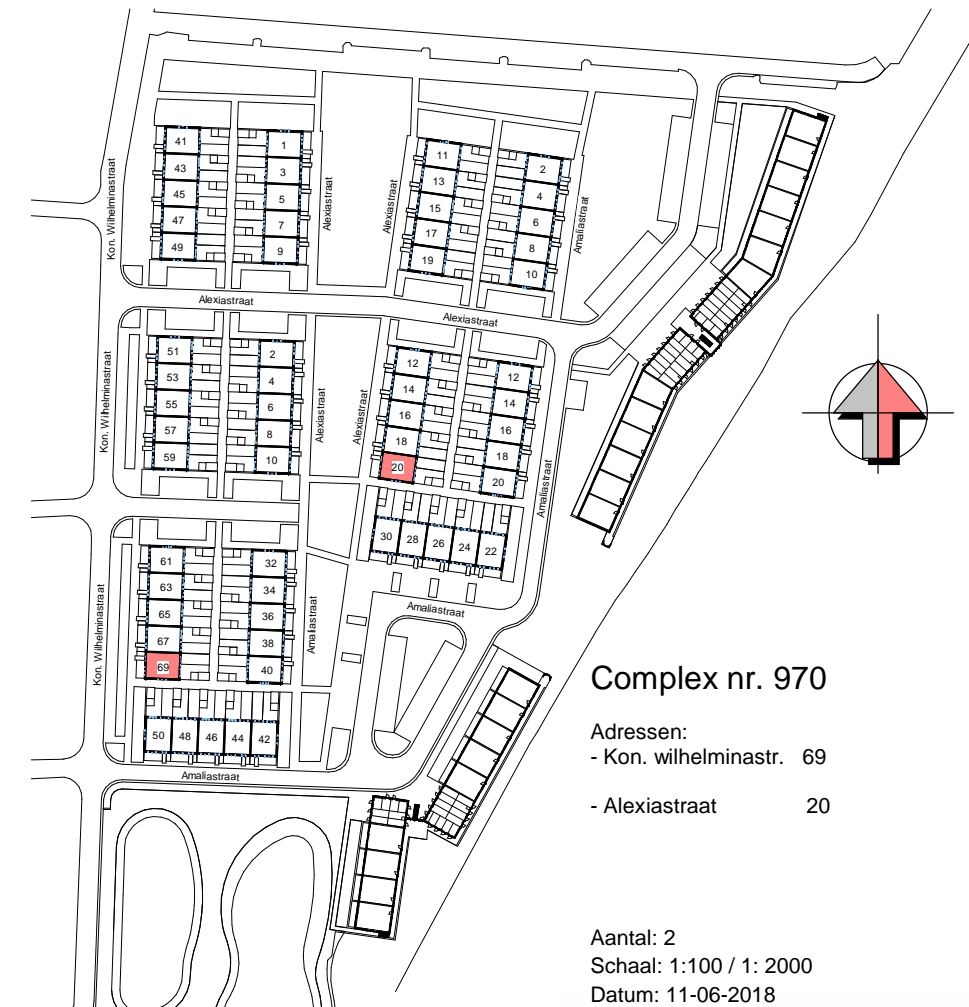 41
43
45
47
49
1
3
5
7
9
11
13
15
17
19
2
4
6
8
10
Kon. Wilhelminastraat
Alexiastraat
Alexiastraat
Amaliastraat
Alexiastraat
Alexiastraat
51
53
55
57
59
2
4
6
8
10
12
14
16
18
20
12
14
16
18
20
Kon. Wilhelminastraat
Alexiastraat
Alexiastraat
Amaliastraat
30 28 26 24 22
Amaliastraat
61
63
65
67
69
32
34
36
38
40
Kon. Wilhelminastraat
Amaliastraat
50 48 46 44 42
Amaliastraat
Complex nr. 970
Adressen:
- Kon. wilhelminastr. 69
- Alexiastraat 20
Aantal: 2
Schaal: 1:100 / 1: 2000
Datum: 11-06-2018